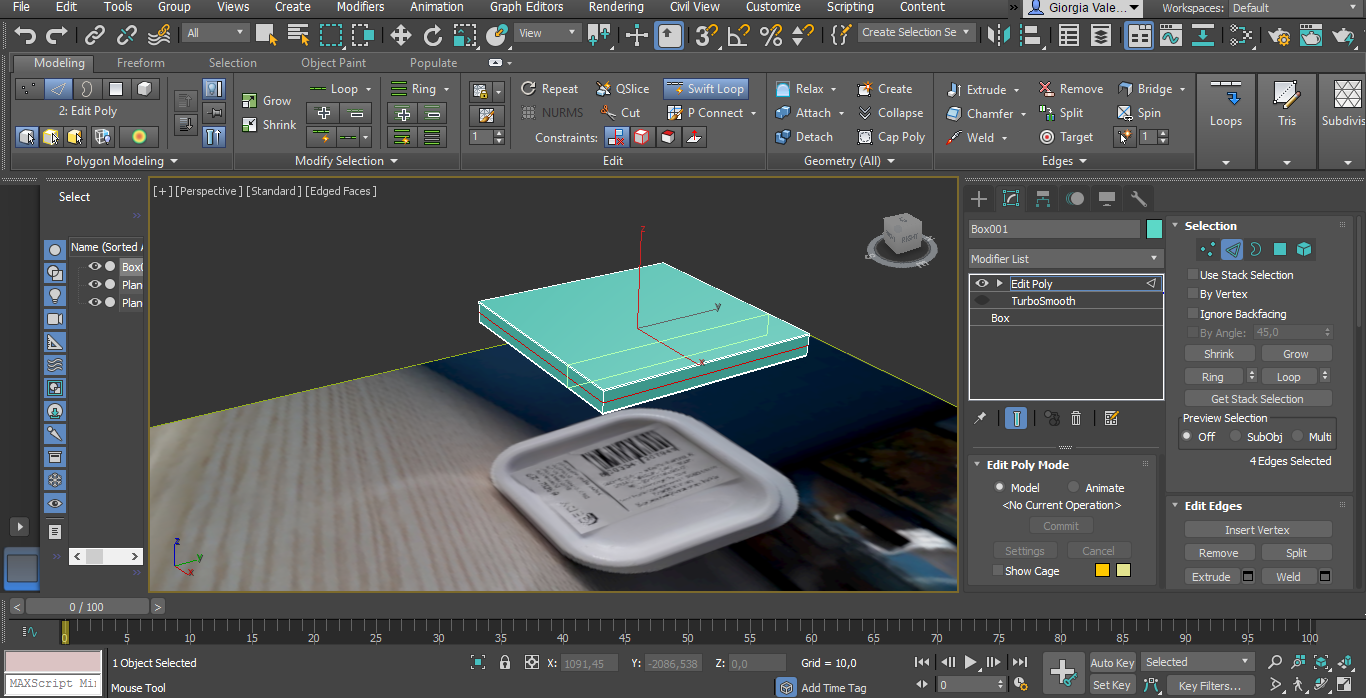 File Edit Tools Group Views Create Modifiers Animation Graph Editors Rendering Civil View Customize Scripting Content » Giorgia Vale... Workspaces: Default
All View Create Selection Se
Modeling Freeform Selection Object Paint Populate
2: Edit Poly
Polygon Modeling
Grow
Shrink
Loop
Ring
Modify Selection
1
Repeat QSlice Swift Loop
NURMS Cut P Connect
Constraints:
Edit
Relax Create
Attach Collapse
Detach Cap Poly
Geometry (All)
Extrude Remove Bridge
Chamfer Split Spin
Weld Target 1
Edges
Loops
Tris
Subdivis
Select
»
Name (Sorted A
Box0
Plan
Plan
[+] [Perspective ] [Standard ] [Edged Faces ]
z
y
x
RIGHT
z
y
x
Box001
Modifier List
Edit Poly
TurboSmooth
Box
Edit Poly Mode
Model Animate
<No Current Operation>
Commit
Settings Cancel
Show Cage
Selection
Use Stack Selection
By Vertex
Ignore Backfacing
By Angle: 45,0
Shrink Grow
Ring Loop
Get Stack Selection
Preview Selection
Off SubObj Multi
4 Edges Selected
Edit Edges
Insert Vertex
Remove Split
Extrude Weld
< 0 / 100 >
0 5 10 15 20 25 30 35 40 45 50 55 60 65 70 75 80 85 90 95 100
MAXScript Mi
1 Object Selected
Mouse Tool
X: 1091,45 Y: -2086,538 Z: 0,0 Grid = 10,0
Add Time Tag
0
Auto Key Selected
Set Key Key Filters...